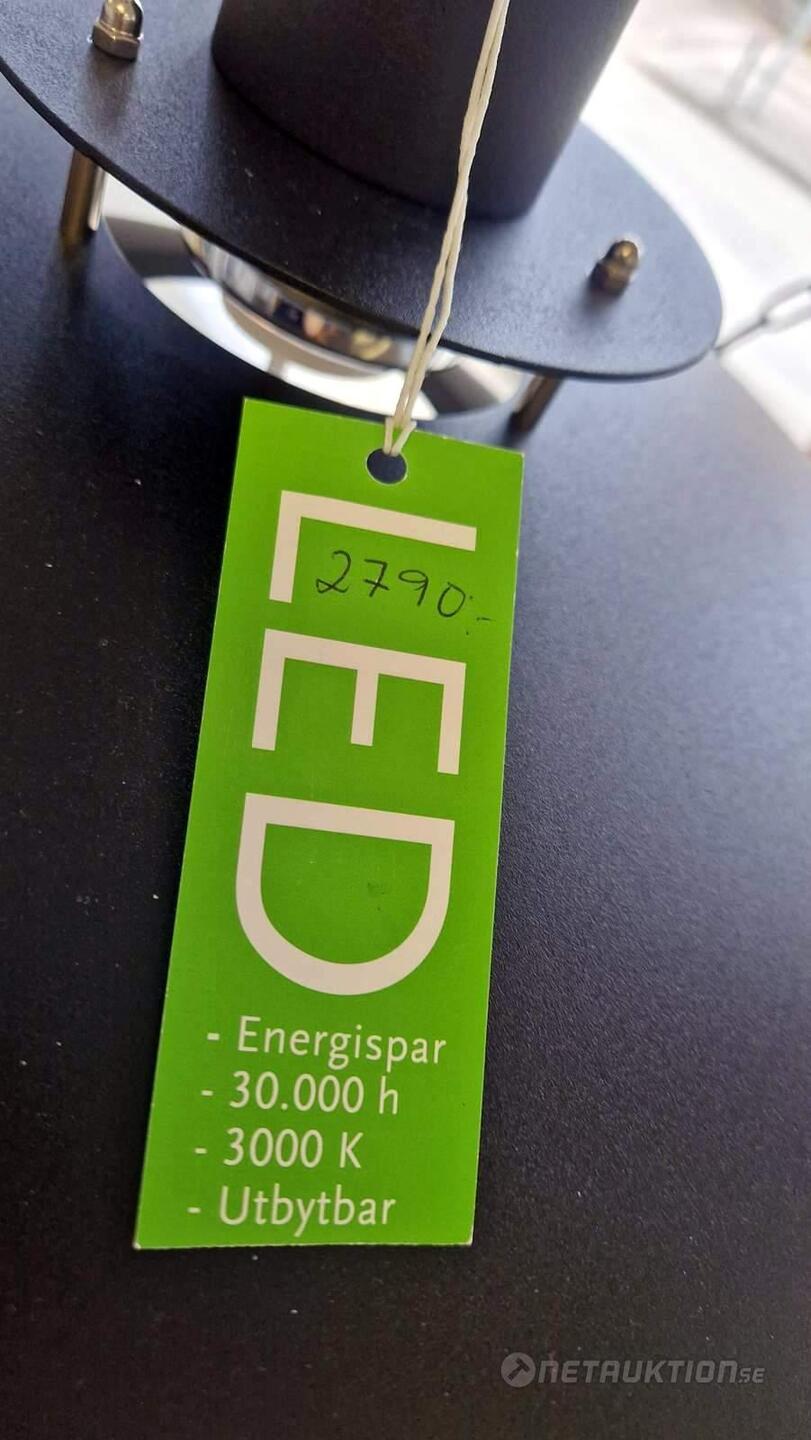 LED
2790:-
- Energispar
- 30.000 h
- 3000 K
- Utbytbar
NETAUKTION.SE